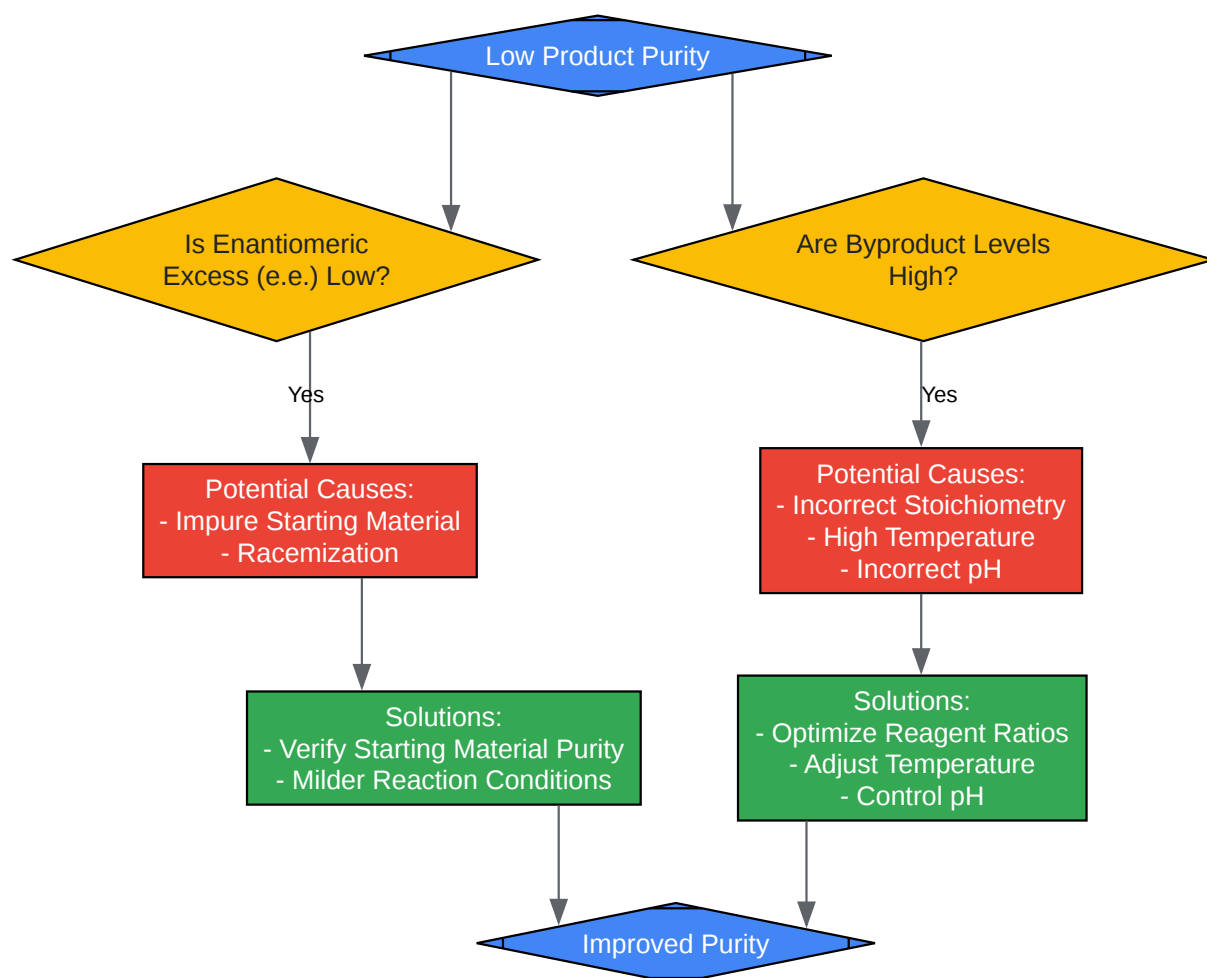 Low Product Purity
Is Enantiomeric
Excess (e.e.) Low?
Are Byproduct Levels
High?
Yes
Yes
Potential Causes:
- Impure Starting Material
- Racemization
Potential Causes:
- Incorrect Stoichiometry
- High Temperature
- Incorrect pH
Solutions:
- Verify Starting Material Purity
- Milder Reaction Conditions
Solutions:
- Optimize Reagent Ratios
- Adjust Temperature
- Control pH
Improved Purity